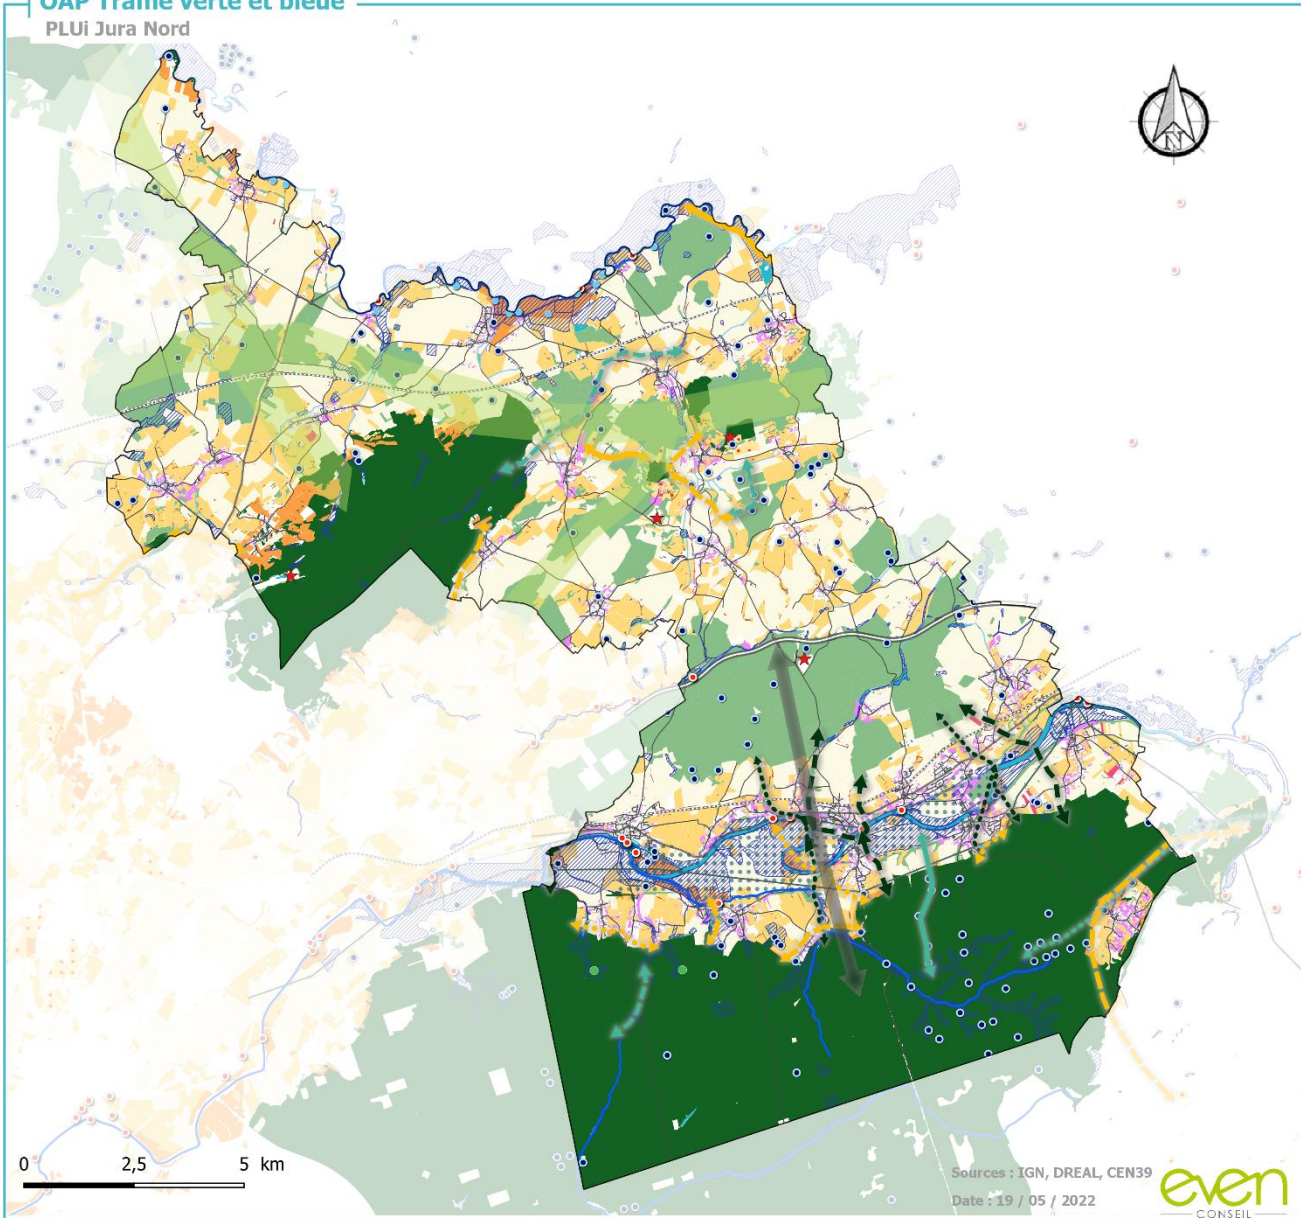 OAP Trame verte et bleue
PLUi Jura Nord
N
0 2,5 5 km
Sources : IGN, DREAL, CEN39
Date : 19 / 05 / 2022
even
CONSEIL